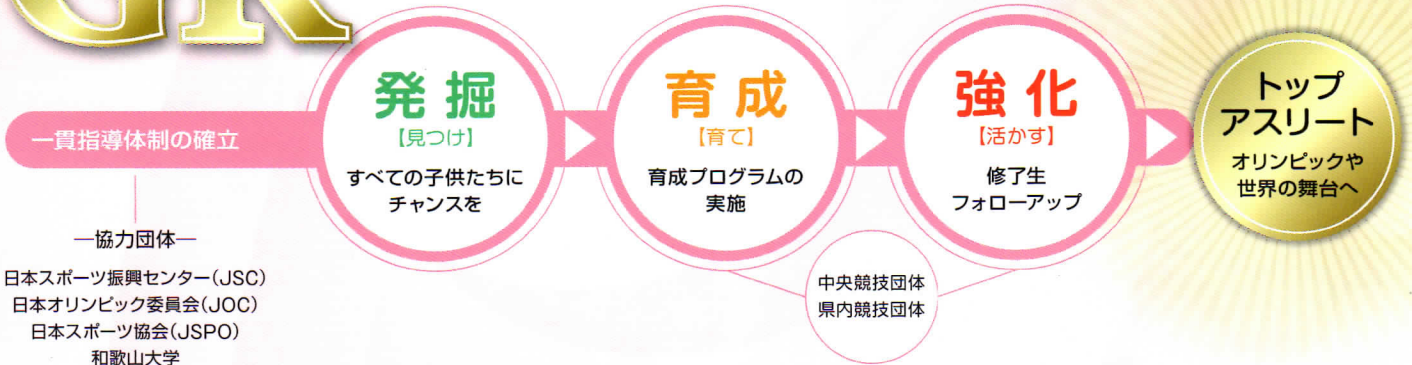 GK
一貫指導体制の確立
―協力団体―
日本スポーツ振興センター(JSC)
日本オリンピック委員会(JOC)
日本スポーツ協会(JSPO)
和歌山大学
発掘
【見つけ】
すべての子供たちに
チャンスを
育成
【育て】
育成プログラムの
実施
強化
【活かす】
修了生
フォローアップ
中央競技団体
県内競技団体
トップ
アスリート
オリンピックや
世界の舞台へ